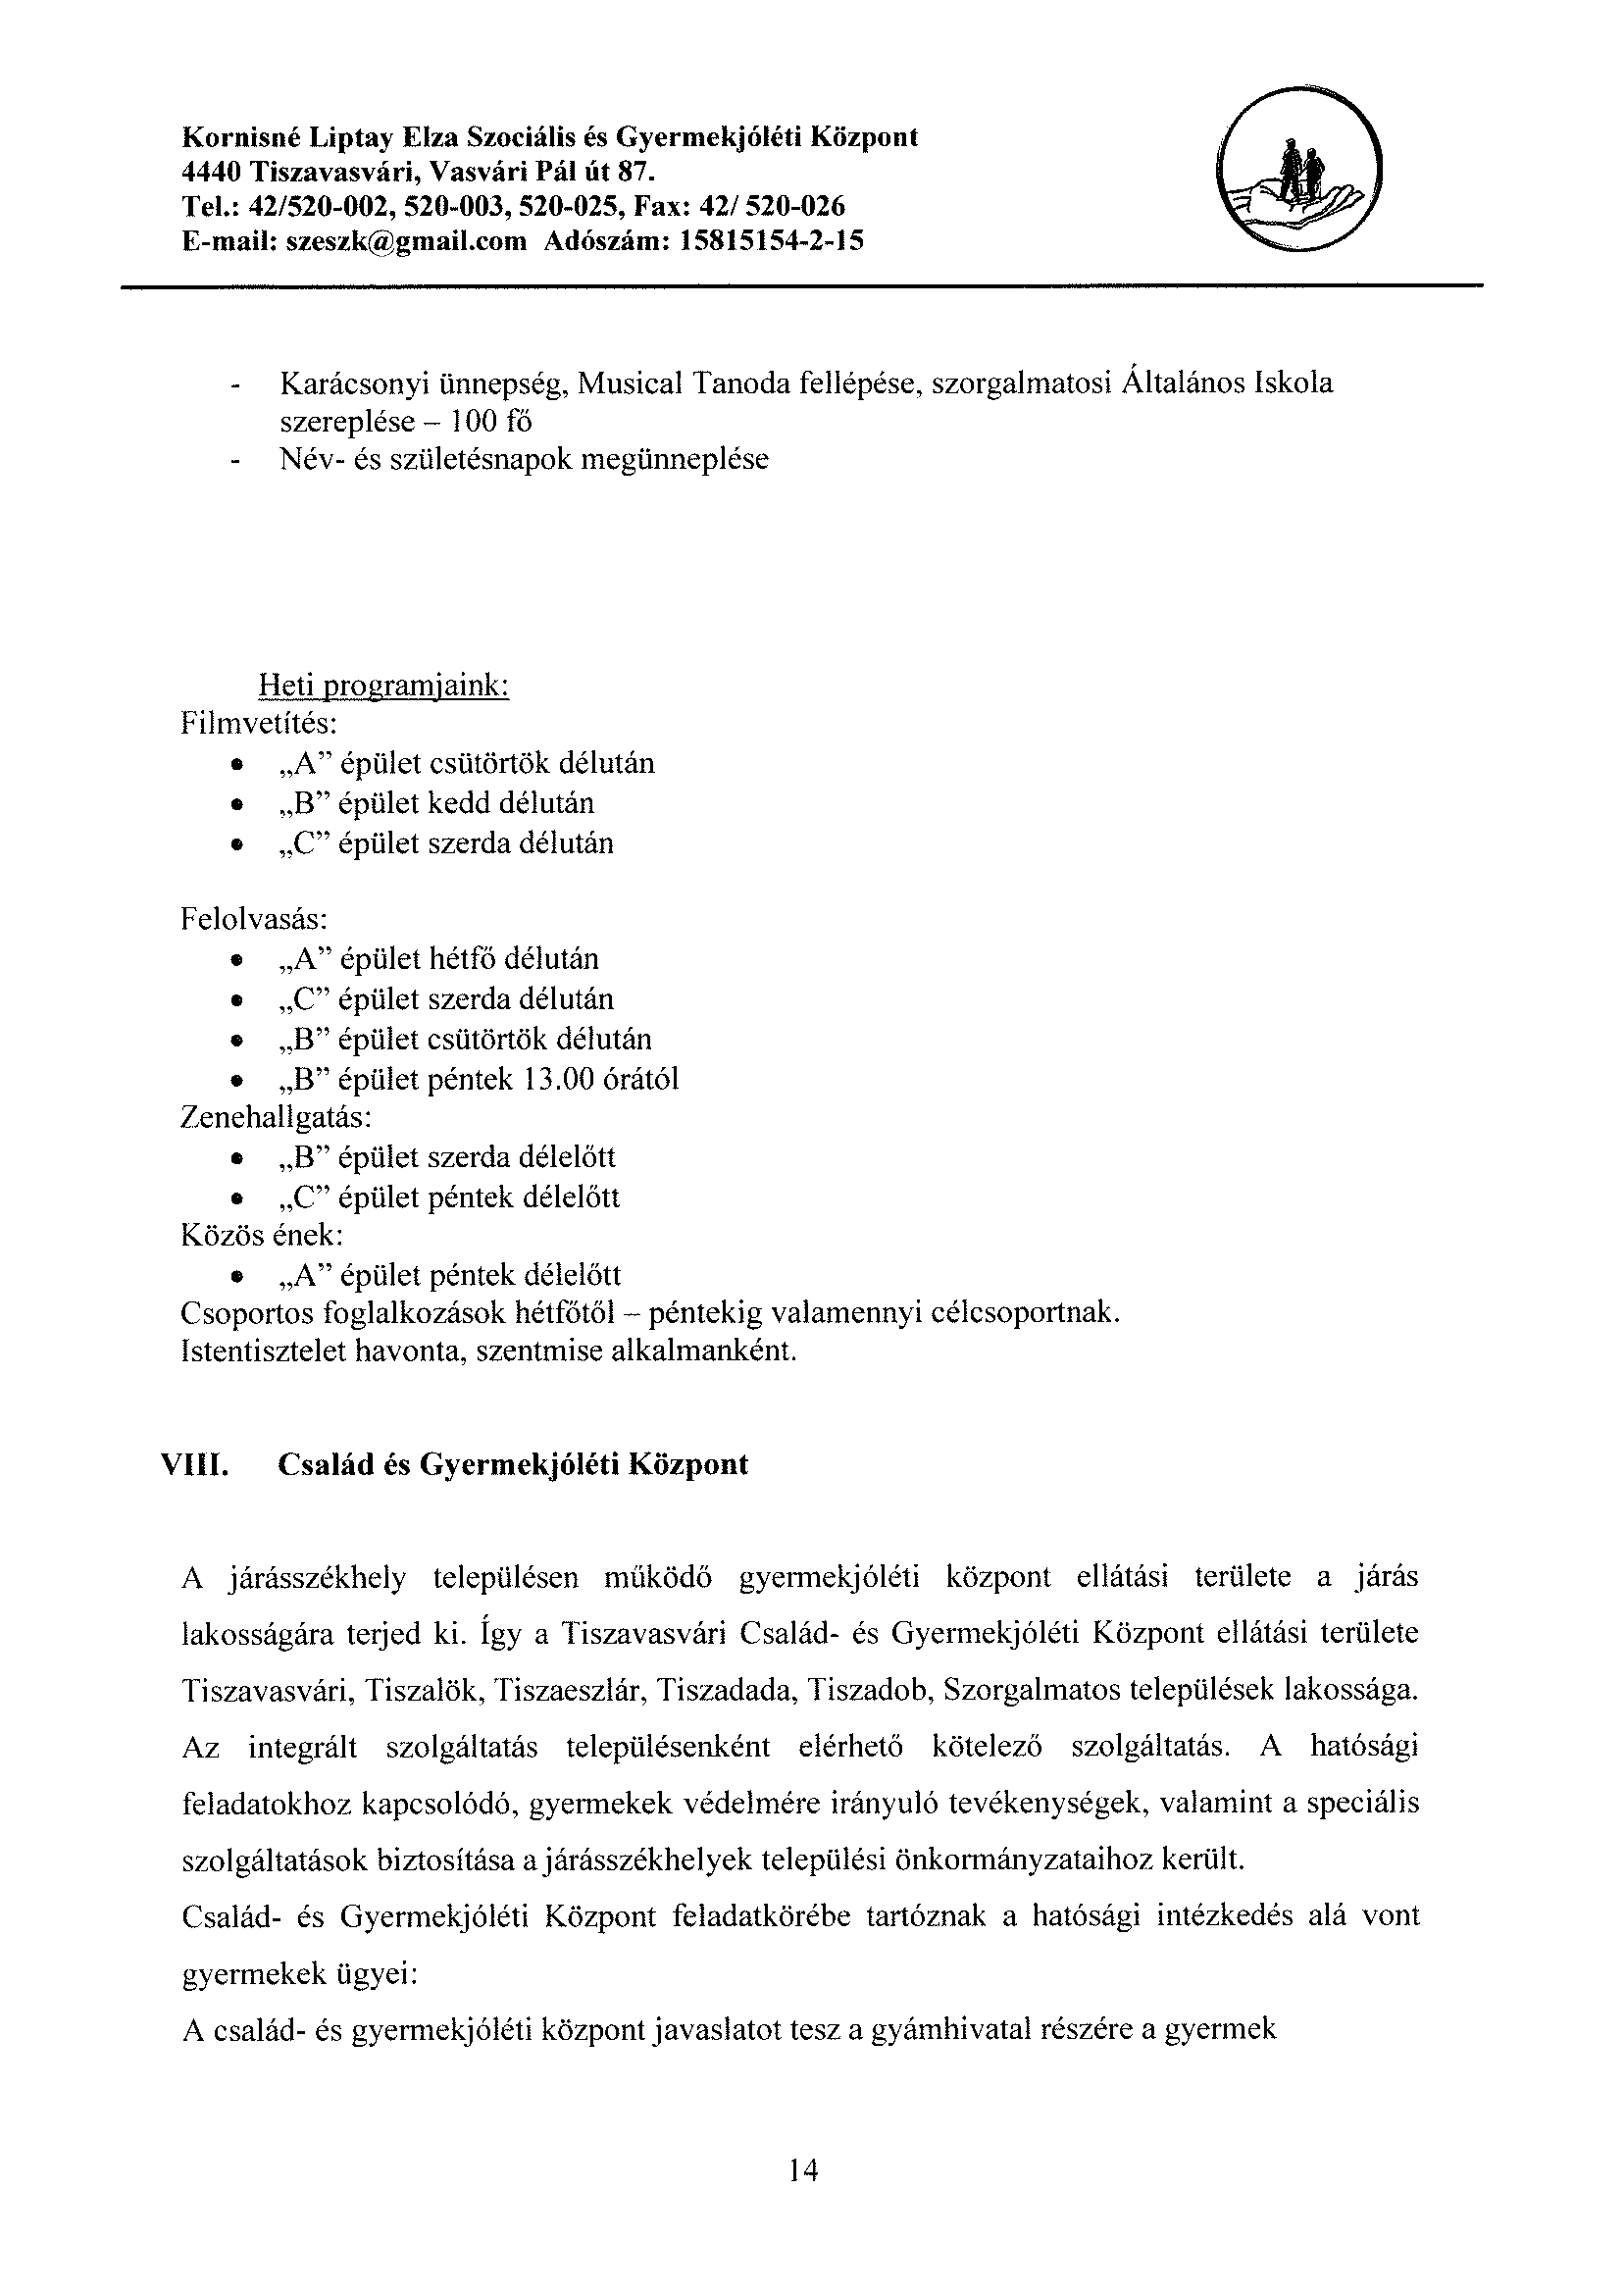 Kornisné Liptay Elza Szociális és Gyermekjóléti Központ
4440 Tiszavasvári, Vasvári Pál út 87.
Tel.: 42/520-002, 520-003, 520-025, Fax: 42/ 520-026
E-mail: szeszk@gmail.com Adószám: 15815154-2-15
- Karácsonyi ünnepség, Musical Tanoda fellépése, szorgalmatosi Általános Iskola
szereplése – 100 fő
- Név- és születésnapok megünneplése
Heti programjaink:
Filmvetítés:
• „A” épület csütörtök délután
• „B” épület kedd délután
• „C” épület szerda délután
Felolvasás:
• „A” épület hétfő délután
• „C” épület szerda délután
• „B” épület csütörtök délután
• „B” épület péntek 13.00 órától
Zenehallgatás:
• „B” épület szerda délelőtt
• „C” épület péntek délelőtt
Közös ének:
• „A” épület péntek délelőtt
Csoportos foglalkozások hétfőtől – péntekig valamennyi célcsoportnak.
Istentisztelet havonta, szentmise alkalmanként.
VIII. Család és Gyermekjóléti Központ
A járásszékhely településen működő gyermekjóléti központ ellátási területe a járás
lakosságára terjed ki. Így a Tiszavasvári Család- és Gyermekjóléti Központ ellátási területe
Tiszavasvári, Tiszalök, Tiszaeszlár, Tiszadada, Tiszadob, Szorgalmatos települések lakossága.
Az integrált szolgáltatás településenként elérhető kötelező szolgáltatás. A hatósági
feladatokhoz kapcsolódó, gyermekek védelmére irányuló tevékenységek, valamint a speciális
szolgáltatások biztosítása a járásszékhelyek települési önkormányzataihoz került.
Család- és Gyermekjóléti Központ feladatkörébe tartóznak a hatósági intézkedés alá vont
gyermekek ügyei:
A család- és gyermekjóléti központ javaslatot tesz a gyámhivatal részére a gyermek
14